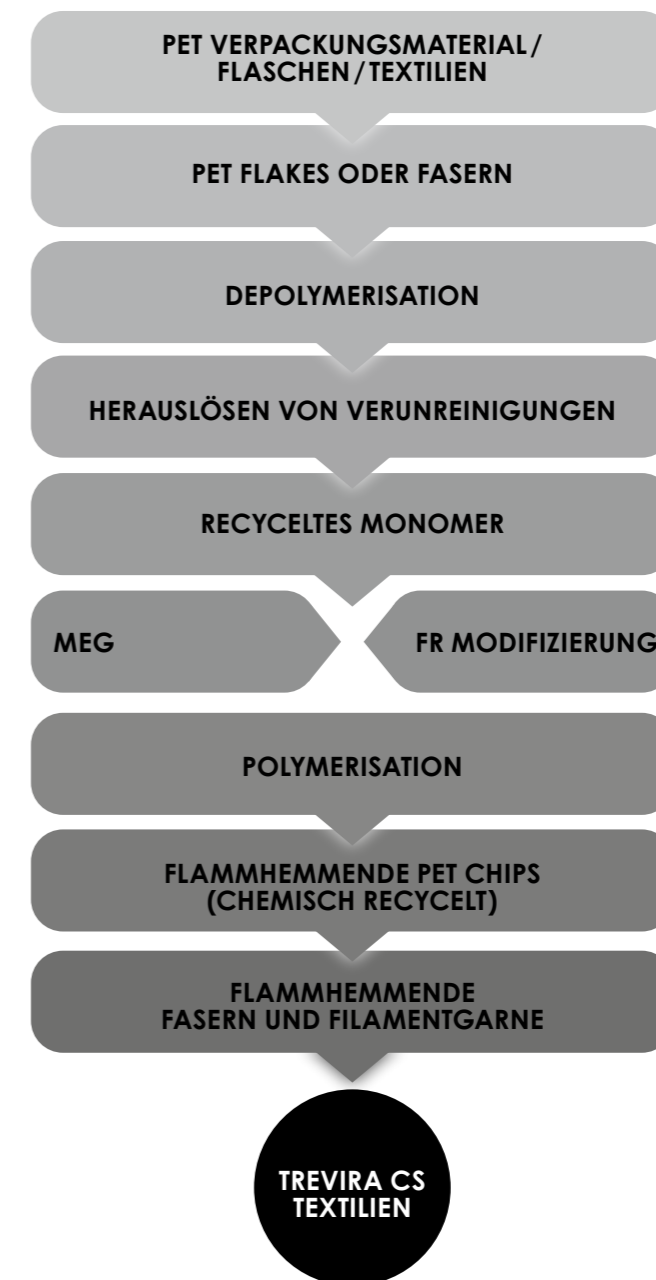 PET VERPACKUNGSMATERIAL/
FLASCHEN/TEXTILIEN
PET FLAKES ODER FASERN
DEPOLYMERISATION
HERAUSLÖSEN VON VERUNREINIGUNGEN
RECYCELTES MONOMER
MEG
FR MODIFIZIERUNG
POLYMERISATION
FLAMMHEMMENDE PET CHIPS
(CHEMISCH RECYCELT)
FLAMMHEMMENDE
FASERN UND FILAMENTGARNE
TREVIRA CS
TEXTILIEN